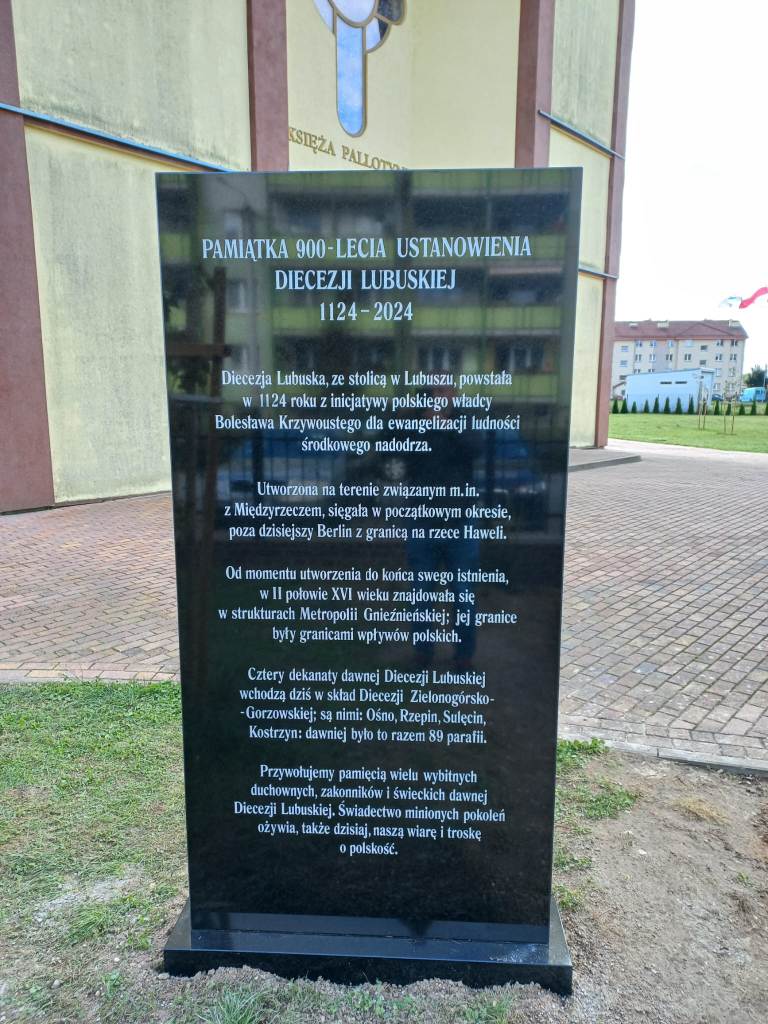 KSIĘŻA PALLOTYNI
PAMIĄTKA 900-LECIA USTANOWIENIA
DIECEZJI LUBUSKIEJ
1124-2024
Diecezja Lubuska, ze stolicą w Lubuszu, powstała
w 1124 roku z inicjatywy polskiego władcy
Bolesława Krzywoustego dla ewangelizacji ludności
środkowego nadodrza.
Utworzona na terenie związanym m.in.
z Międzyrzeczem, sięgała w początkowym okresie,
poza dzisiejszy Berlin z granicą na rzece Haweli.
Od momentu utworzenia do końca swego istnienia,
w II połowie XVI wieku znajdowała się
w strukturach Metropolii Gnieźnieńskiej; jej granice
były granicami wpływów polskich.
Cztery dekanaty dawnej Diecezji Lubuskiej
wchodzą dziś w skład Diecezji Zielonogórsko-
-Gorzowskiej; są nimi: Ośno, Rzepin, Sulęcin,
Kostrzyn: dawniej było to razem 89 parafii.
Przywołujemy pamięcią wielu wybitnych
duchownych, zakonników i świeckich dawnej
Diecezji Lubuskiej. Świadectwo minionych pokoleń
ożywia, także dzisiaj, naszą wiarę i troskę
o polskość.